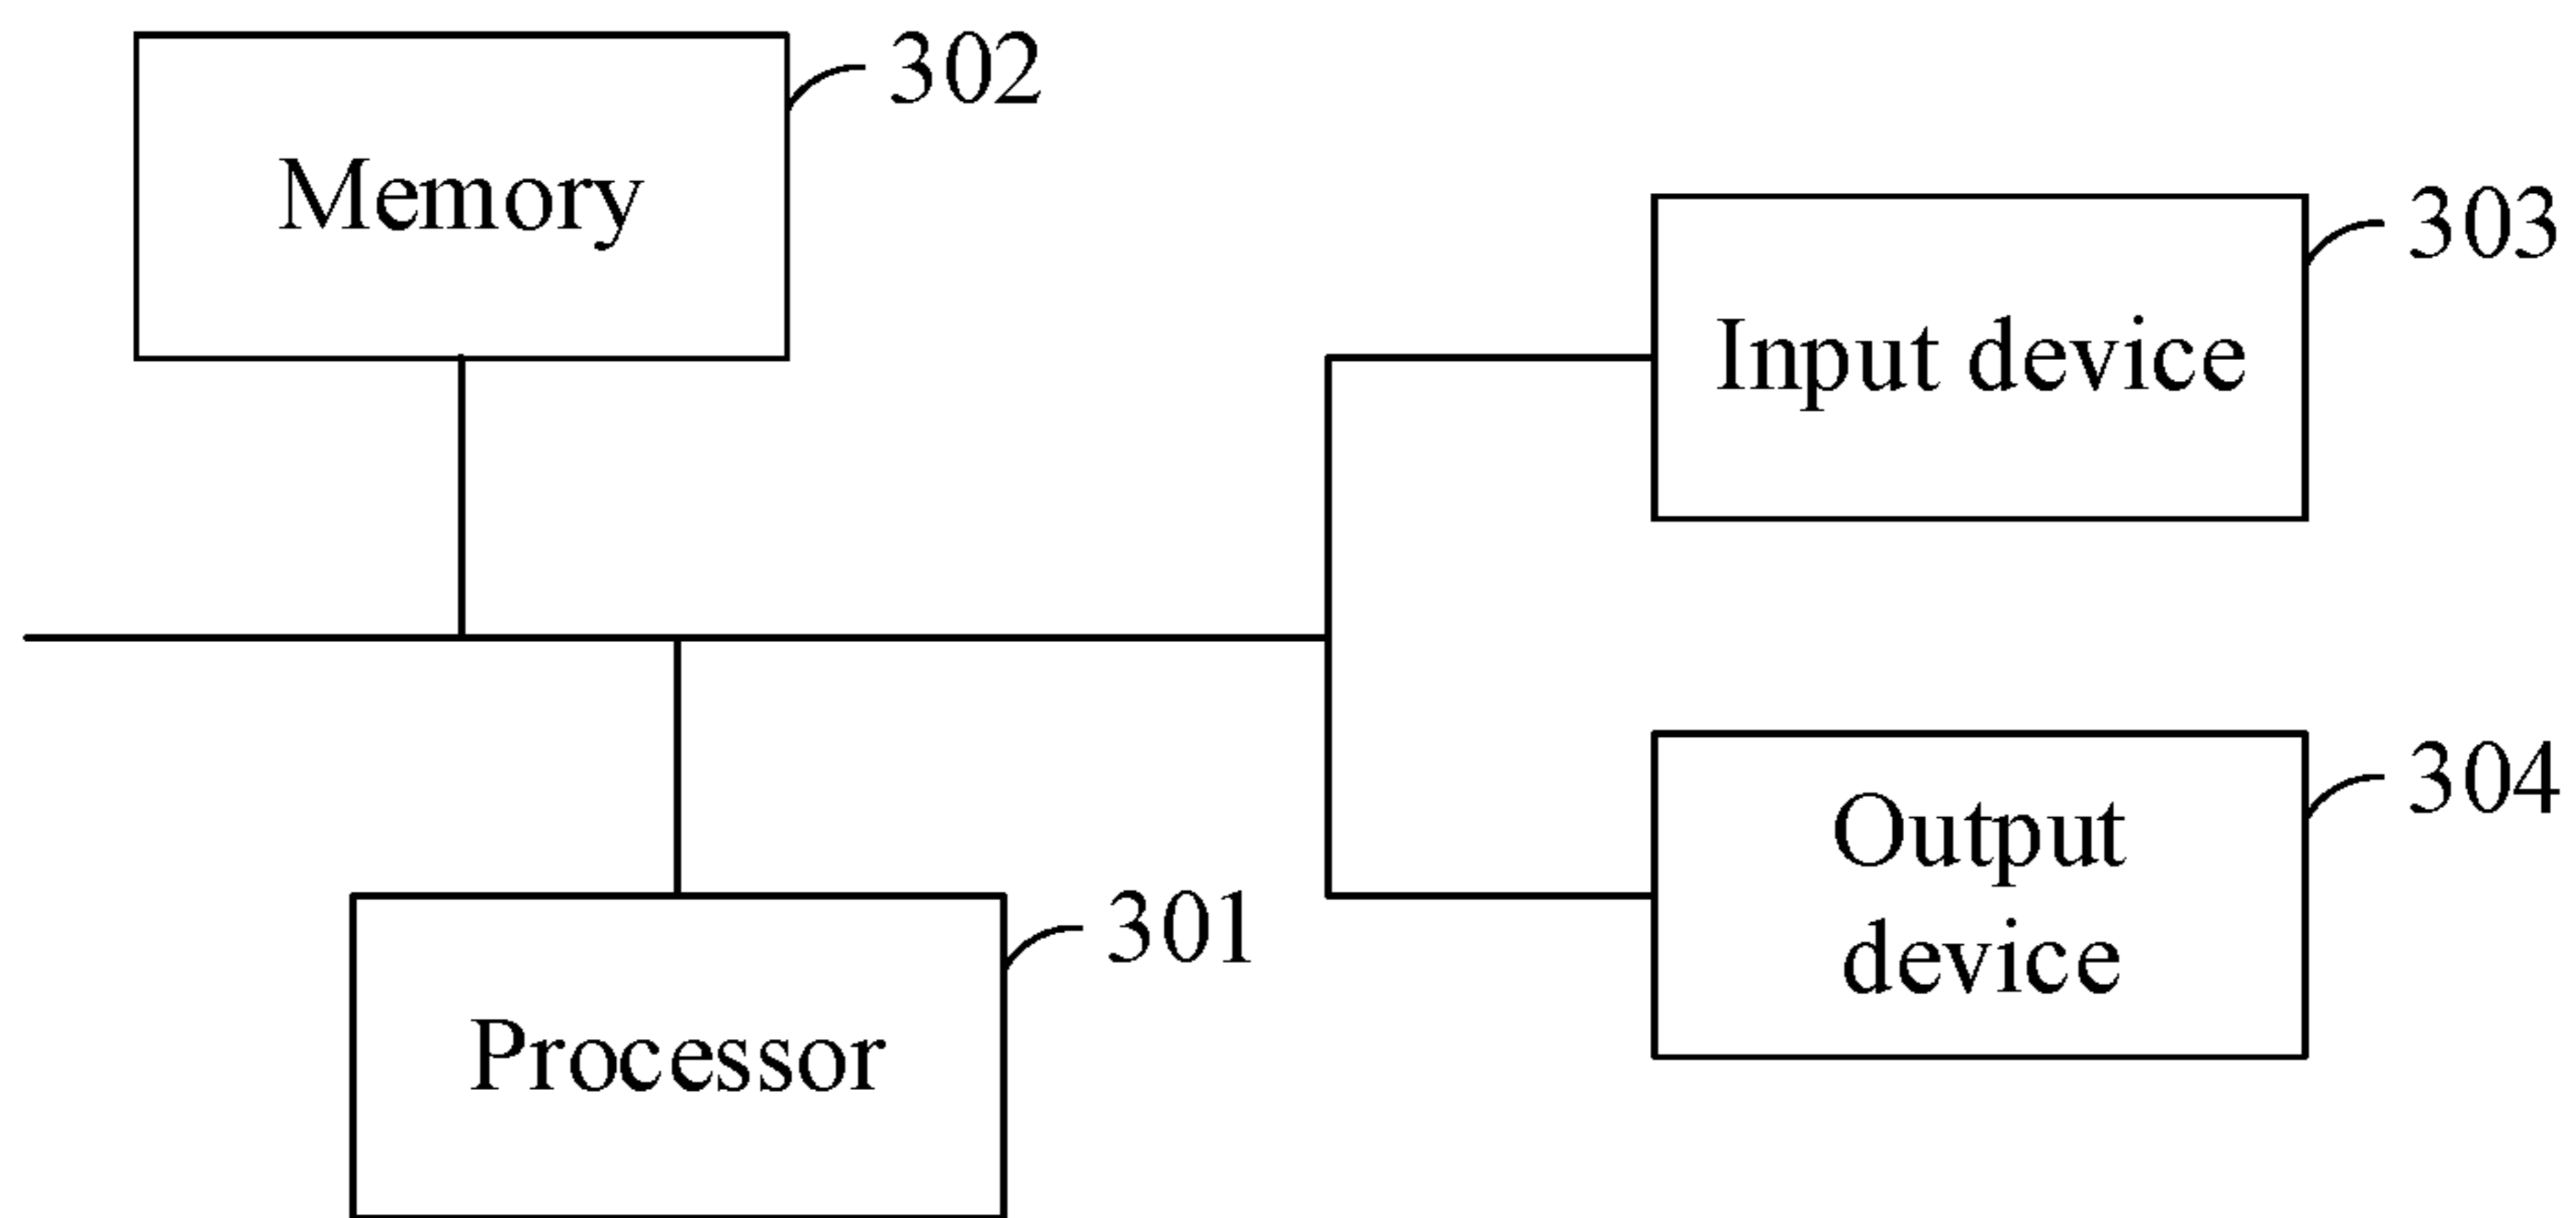 302
Memory
303
Input device
304
Output
device
301
Processor